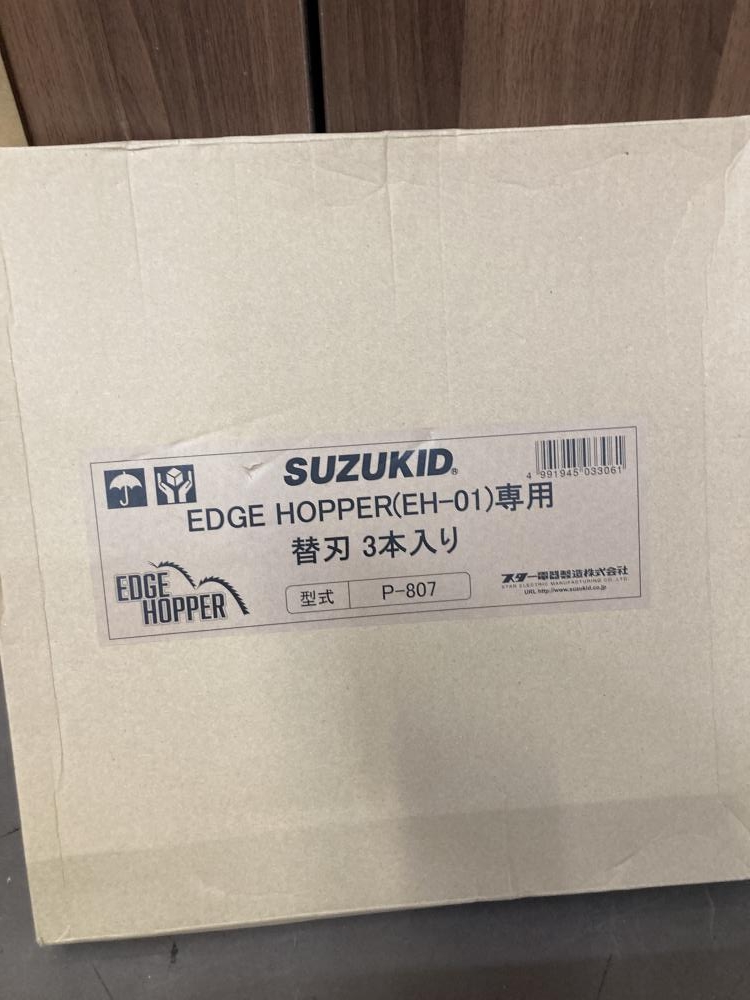 SUZUKID®
4 991945 033061
EDGE HOPPER(EH-01)専用
替刃 3本入り
EDGE
HOPPER
型式 P-807
スター電器製造株式会社
STAR ELECTRIC MANUFACTURING CO.,LTD.
URL http://www.suzukid.co.jp